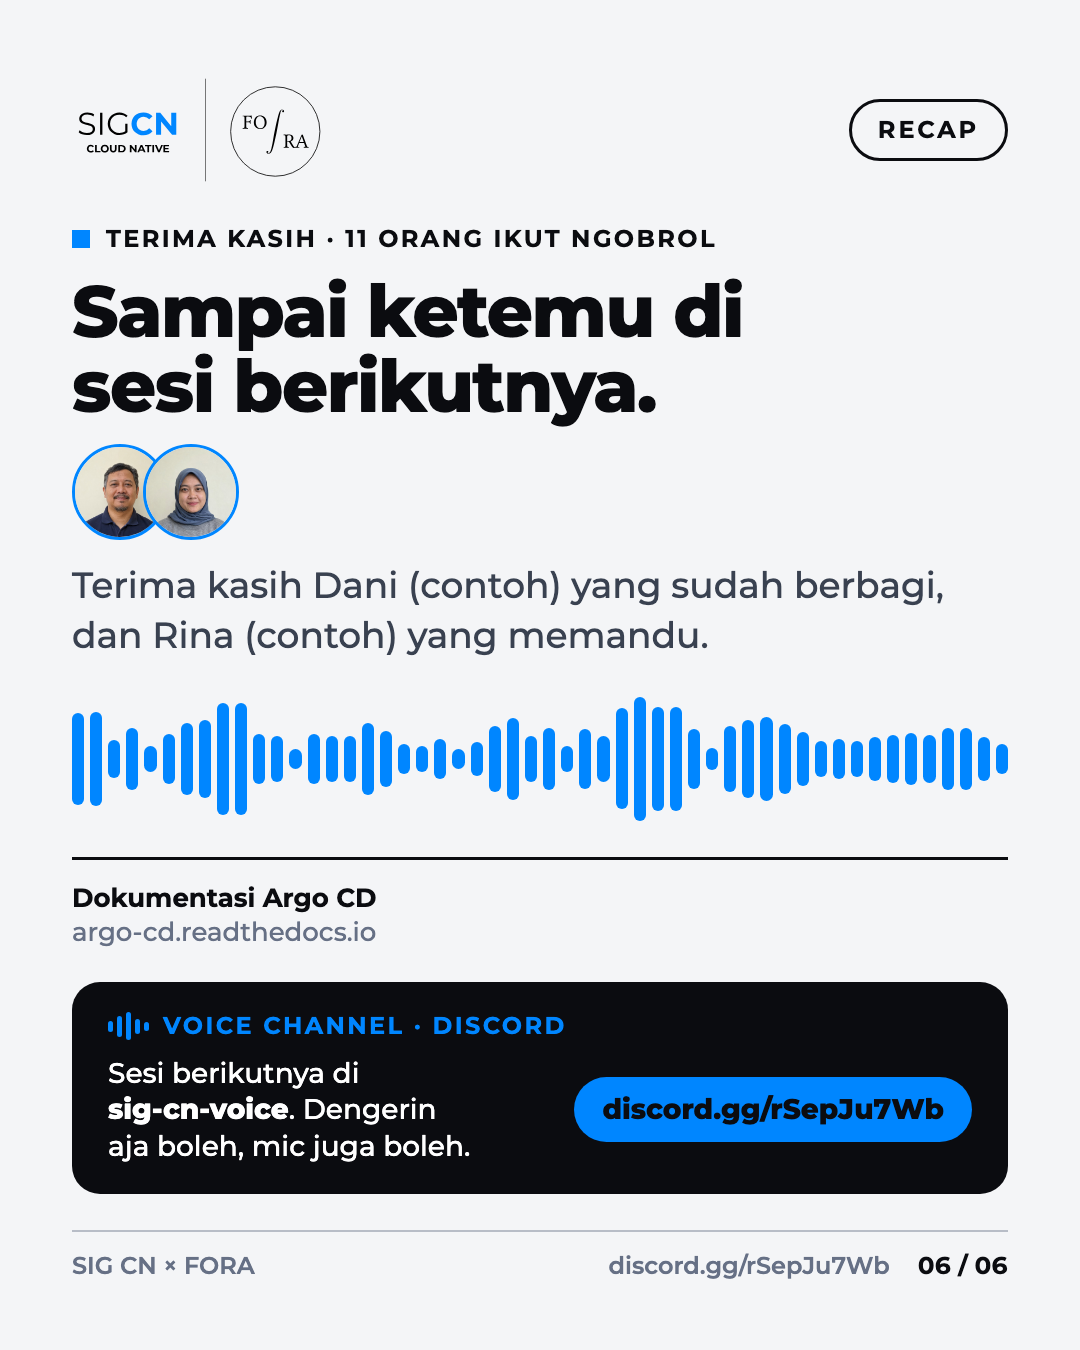 SIGCN
CLOUD NATIVE
FO RA
RECAP
TERIMA KASIH · 11 ORANG IKUT NGOBROL
Sampai ketemu di
sesi berikutnya.
Terima kasih Dani (contoh) yang sudah berbagi,
dan Rina (contoh) yang memandu.
Dokumentasi Argo CD
argo-cd.readthedocs.io
VOICE CHANNEL · DISCORD
Sesi berikutnya di
sig-cn-voice. Dengerin
aja boleh, mic juga boleh.
discord.gg/rSepJu7Wb
SIG CN × FORA
discord.gg/rSepJu7Wb 06 / 06